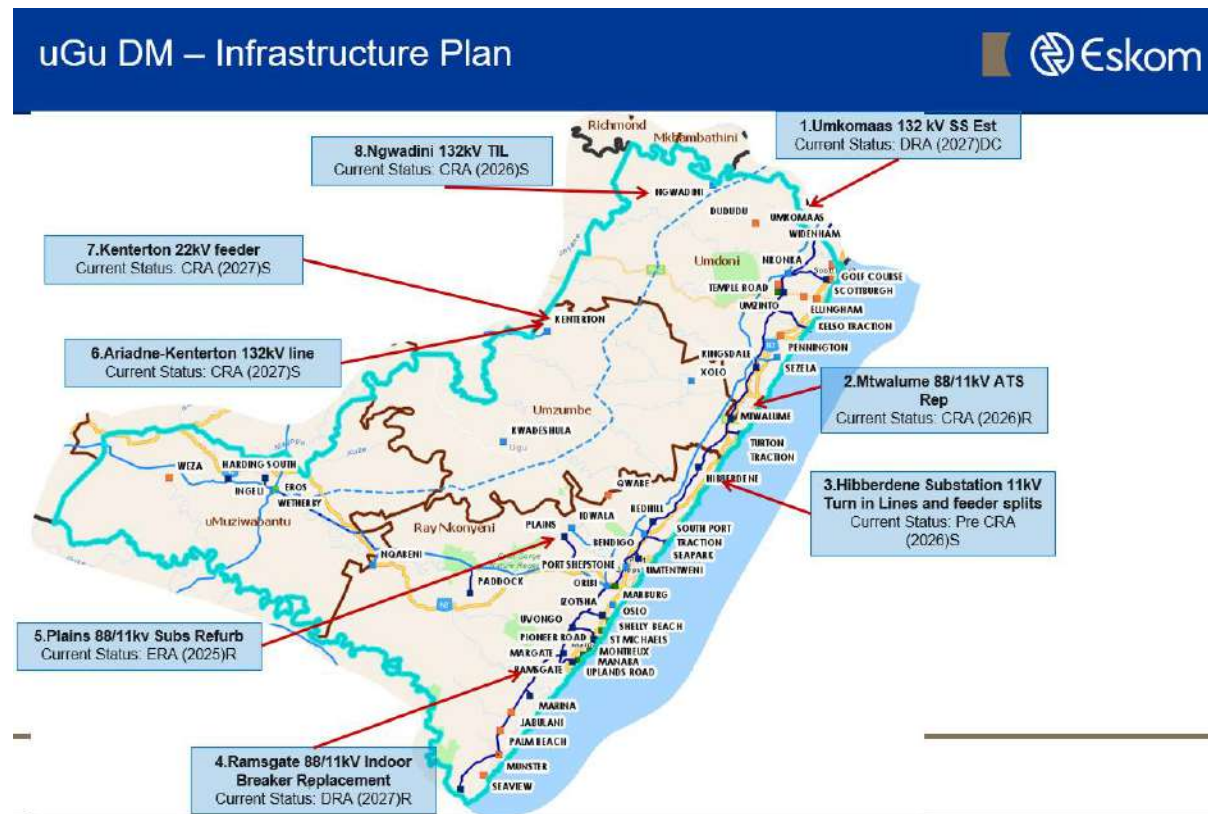 uGu DM – Infrastructure Plan
Eskom
Richmond
Mkhambathini
1.Umkomaas 132 kV SS Est
Current Status: DRA (2027)DC
8.Ngwadini 132kV TIL
Current Status: CRA (2026)S
NGWADINI
DUDUDU
UMKOMAAS
WIDENHAM
7.Kenterton 22kV feeder
Current Status: CRA (2027)S
Umdoni
NKONKA
GOLF COURSE
TEMPLE ROAD
SCOTTBURGH
UMZINTO
ELLINGHAM
KENTERTON
KELSO TRACTION
6.Ariadne-Kenterton 132kV line
Current Status: CRA (2027)S
KINGSDALE
PENNINGTON
XOLO
SEZELA
2.Mtwalume 88/11kV ATS
Rep
Current Status: CRA (2026)R
Umzumbe
MTWALUME
KWADESHULA
Ugu
TURTON
TRACTION
WEZA
HARDING SOUTH
HIBBERDENE
INGELI
EROS
QWABE
WETHERBY
3.Hibberdene Substation 11kV
Turn in Lines and feeder splits
Current Status: Pre CRA
(2026)S
uMuziwabantu
Ray Nkonyeni
PLAINS
IDWALA
REDHILL
BENDIGO
SOUTH PORT
TRACTION
NQABENI
SEAPARK
PORT SHEPSTONE
UMTENTWENI
PADDOCK
ORIBI
MARBURG
N2
IZOTSHA
OSLO
UVONGO
SHELLY BEACH
5.Plains 88/11kv Subs Refurb
Current Status: ERA (2025)R
PIONEER ROAD
ST MICHAELS
MARGATE
MONTREUX
MANABA
RAMSGATE
UPLANDS ROAD
MARINA
JABULANI
PALM BEACH
4.Ramsgate 88/11kV Indoor
Breaker Replacement
Current Status: DRA (2027)R
MUNSTER
SEAVIEW